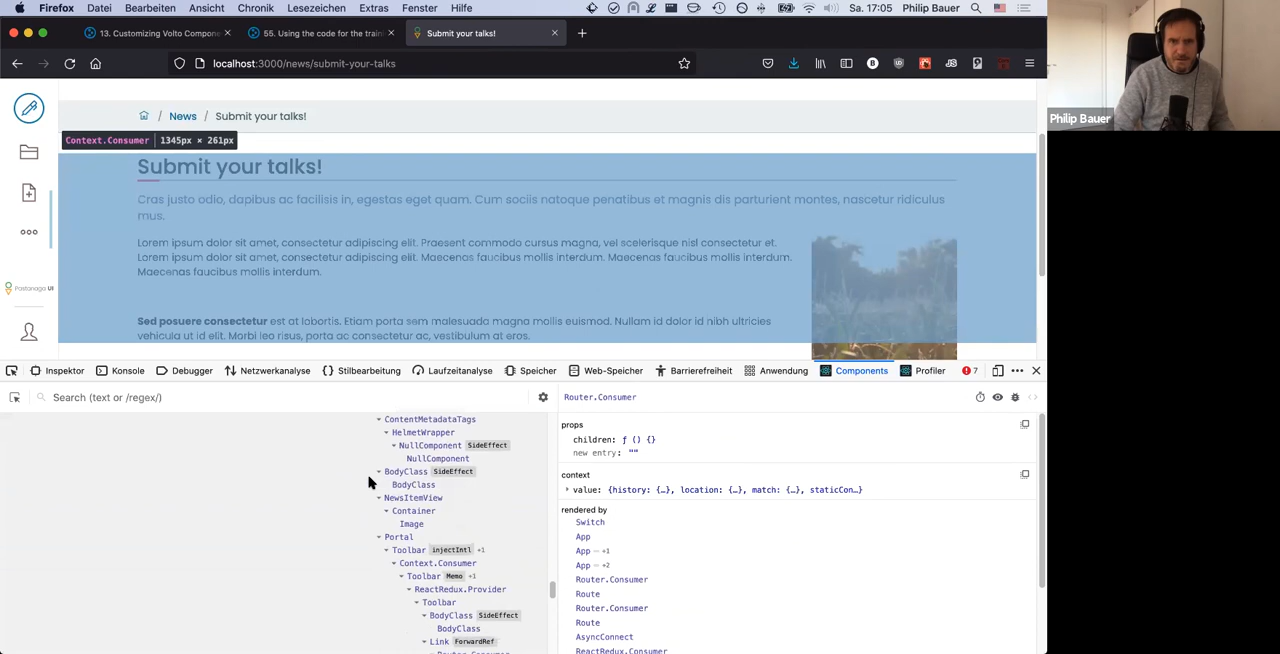 Firefox Datei Bearbeiten Ansicht Chronik Lesezeichen Extras Fenster Hilfe Sa. 17:05 Philip Bauer
13. Customizing Volto Compone 55. Using the code for the traini Submit your talks!
localhost:3000/news/submit-your-talks
/ News / Submit your talks!
Context.Consumer 1345px × 261px
Submit your talks!
Cras justo odio, dapibus ac facilisis in, egestas eget quam. Cum sociis natoque penatibus et magnis dis parturient montes, nascetur ridiculus
mus.
Lorem ipsum dolor sit amet, consectetur adipiscing elit. Praesent commodo cursus magna, vel scelerisque nisl consectetur et.
Lorem ipsum dolor sit amet, consectetur adipiscing elit. Maecenas faucibus mollis interdum. Maecenas faucibus mollis interdum.
Maecenas faucibus mollis interdum.
Sed posuere consectetur est at lobortis. Etiam porta sem malesuada magna mollis euismod. Nullam id dolor id nibh ultricies
vehicula ut id elit. Morbi leo risus, porta ac consectetur ac, vestibulum at eros.
Pastanaga UI
Philip Bauer
Inspektor Konsole Debugger Netzwerkanalyse Stilbearbeitung Laufzeitanalyse Speicher Web-Speicher Barrierefreiheit Anwendung Components Profiler 7
Search (text or /regex/)
ContentMetadataTags
HelmetWrapper
NullComponent SideEffect
NullComponent
BodyClass SideEffect
BodyClass
NewsItemView
Container
Image
Portal
Toolbar injectIntl +1
Context.Consumer
Toolbar Memo +1
ReactRedux.Provider
Toolbar
BodyClass SideEffect
BodyClass
Link ForwardRef
Router.Consumer
Router.Consumer
props
children: ƒ () {}
new entry: ""
context
value: {history: {…}, location: {…}, match: {…}, staticCon…}
rendered by
Switch
App
App +1
App +2
Router.Consumer
Route
Router.Consumer
Route
AsyncConnect
ReactRedux.Consumer